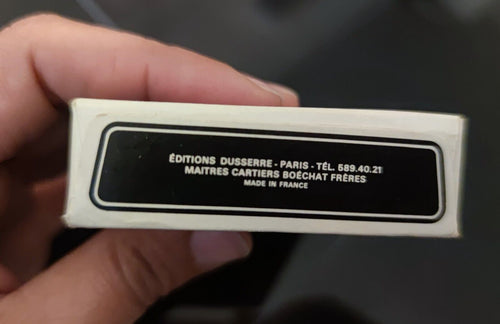 ÉDITIONS DUSSERRE - PARIS - TÉL. 589.40.21
MAITRES CARTIERS BOÉCHAT FRÈRES
MADE IN FRANCE